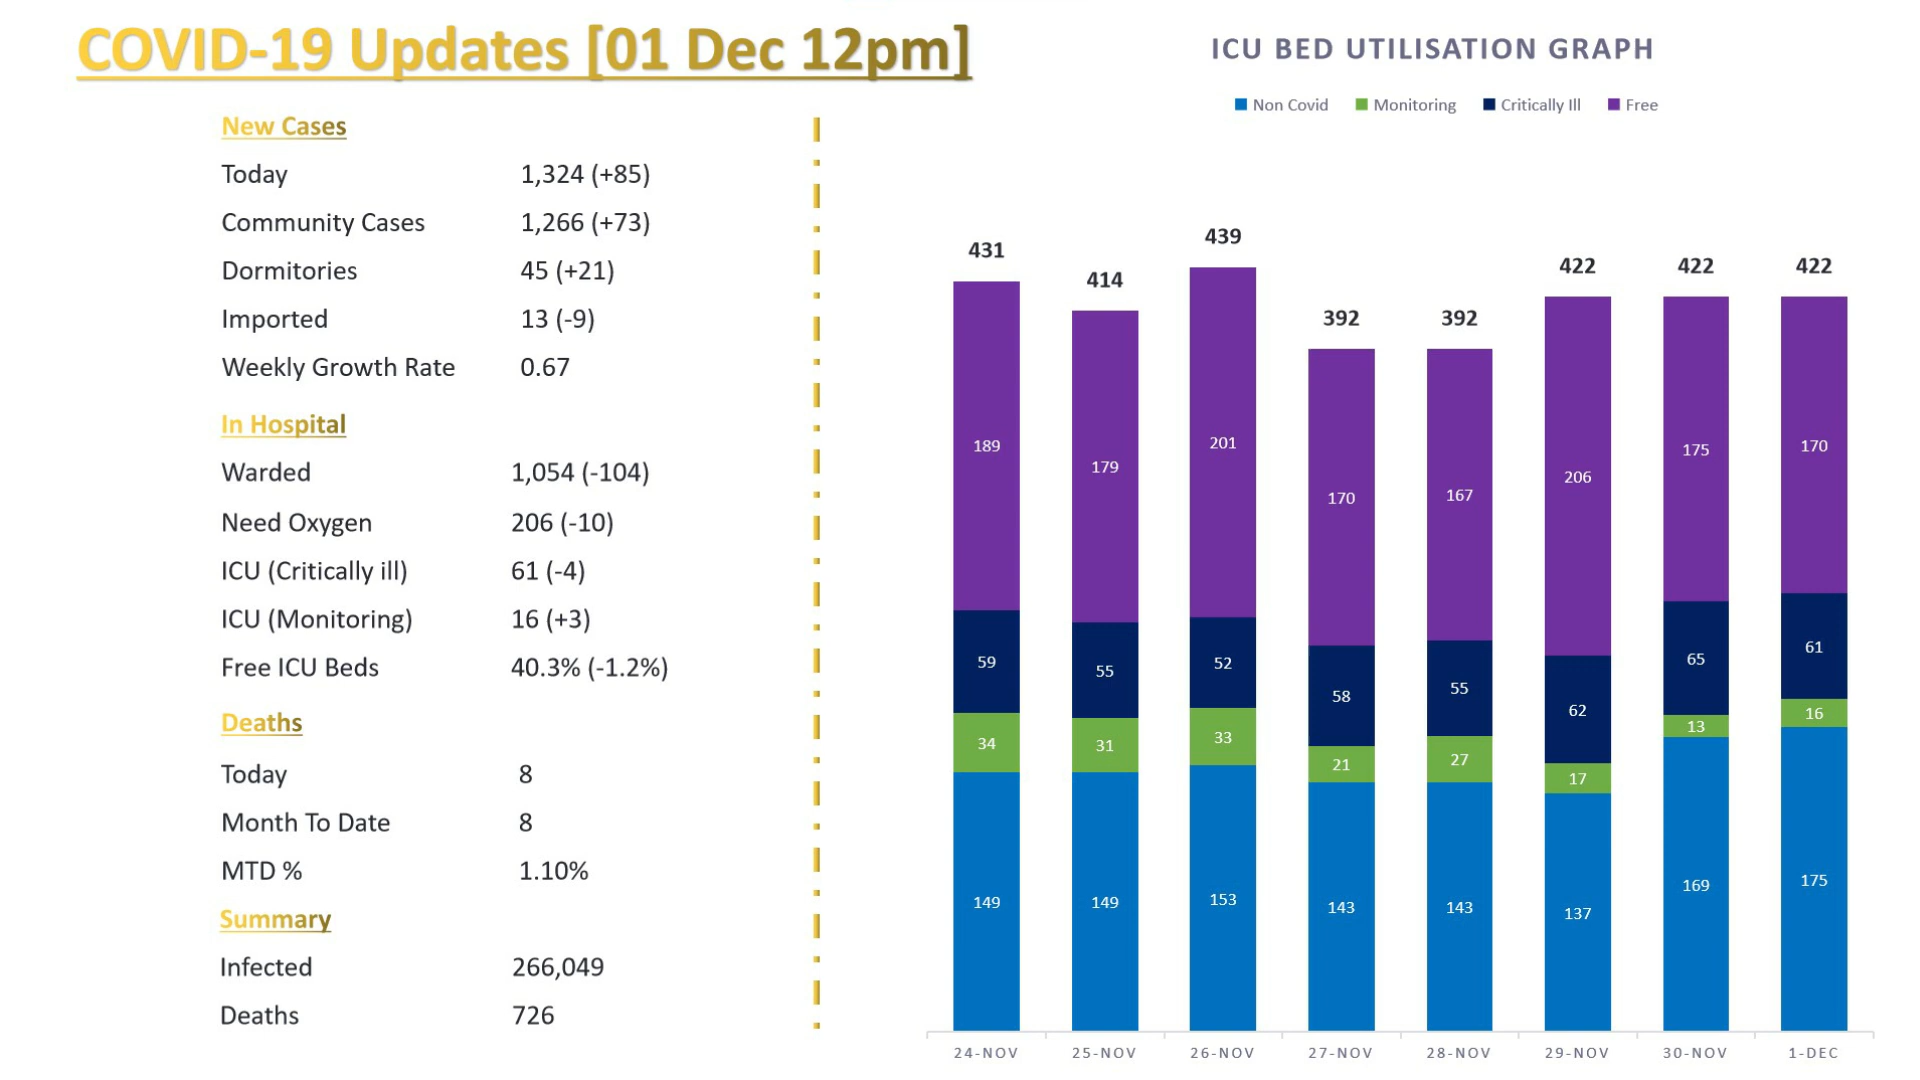 COVID-19 Updates [01 Dec 12pm]
New Cases
Today 1,324 (+85)
Community Cases 1,266 (+73)
Dormitories 45 (+21)
Imported 13 (-9)
Weekly Growth Rate 0.67
In Hospital
Warded 1,054 (-104)
Need Oxygen 206 (-10)
ICU (Critically ill) 61 (-4)
ICU (Monitoring) 16 (+3)
Free ICU Beds 40.3% (-1.2%)
Deaths
Today 8
Month To Date 8
MTD % 1.10%
Summary
Infected 266,049
Deaths 726
ICU BED UTILISATION GRAPH
Non Covid Monitoring Critically Ill Free
431 414 439 392 392 422 422 422
189 179 201 170 167 206 175 170
59 55 52 58 55 62 65 61
34 31 33 21 27 17 13 16
149 149 153 143 143 137 169 175
24-NOV 25-NOV 26-NOV 27-NOV 28-NOV 29-NOV 30-NOV 1-DEC